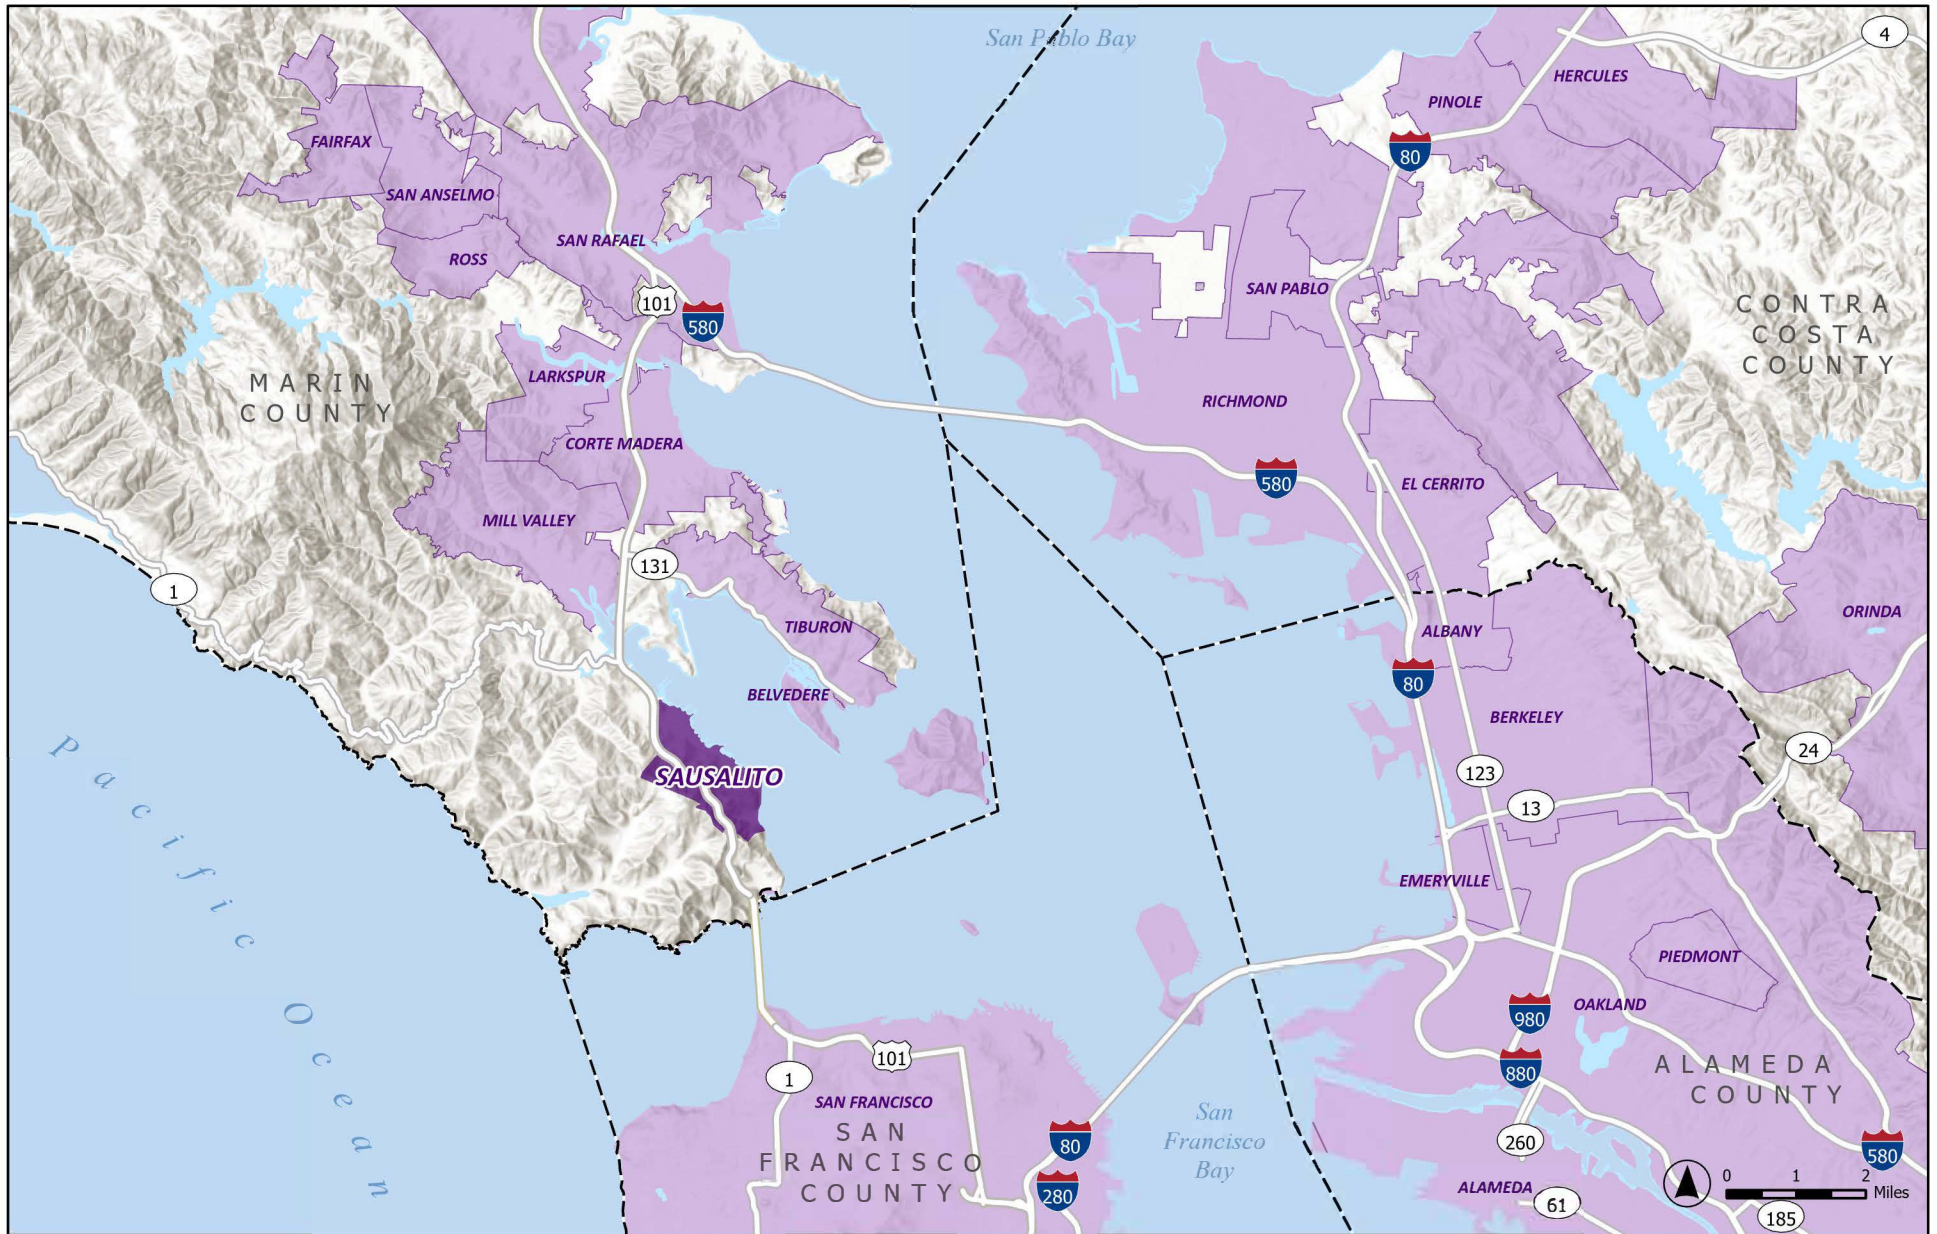 San Pablo Bay
4
HERCULES
PINOLE
FAIRFAX
80
SAN ANSELMO
SAN RAFAEL
ROSS
SAN PABLO
101
580
CONTRA
COSTA
COUNTY
LARKSPUR
MARIN
COUNTY
RICHMOND
CORTE MADERA
580
EL CERRITO
MILL VALLEY
131
1
TIBURON
ALBANY
ORINDA
80
BELVEDERE
BERKELEY
24
SAUSALITO
123
13
Pacific Ocean
EMERYVILLE
PIEDMONT
OAKLAND
980
101
880
ALAMEDA
COUNTY
1
SAN FRANCISCO
SAN
FRANCISCO
COUNTY
San
Francisco
Bay
80
260
580
280
ALAMEDA
61
185
0 1 2
Miles